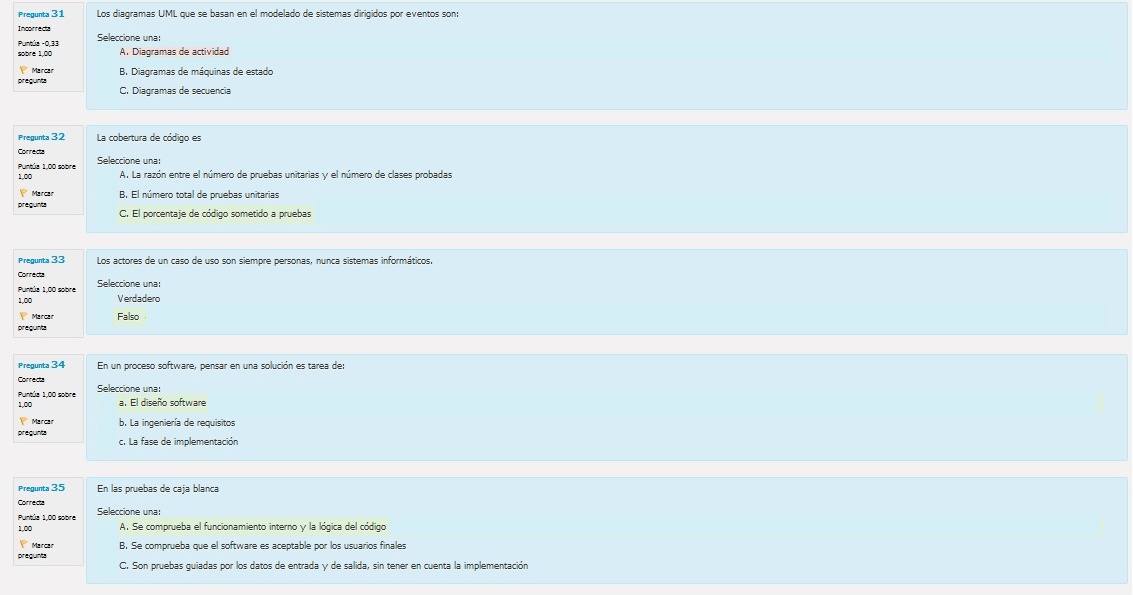 Pregunta 31
Incorrecta
Puntúa -0,33
sobre 1,00
Marcar
pregunta
Los diagramas UML que se basan en el modelado de sistemas dirigidos por eventos son:
Seleccione una:
A. Diagramas de actividad
B. Diagramas de máquinas de estado
C. Diagramas de secuencia
Pregunta 32
Correcta
Puntúa 1,00 sobre
1,00
Marcar
pregunta
La cobertura de código es
Seleccione una:
A. La razón entre el número de pruebas unitarias y el número de clases probadas
B. El número total de pruebas unitarias
C. El porcentaje de código sometido a pruebas
Pregunta 33
Correcta
Puntúa 1,00 sobre
1,00
Marcar
pregunta
Los actores de un caso de uso son siempre personas, nunca sistemas informáticos.
Seleccione una:
Verdadero
Falso
Pregunta 34
Correcta
Puntúa 1,00 sobre
1,00
Marcar
pregunta
En un proceso software, pensar en una solución es tarea de:
Seleccione una:
a. El diseño software
b. La ingeniería de requisitos
c. La fase de implementación
Pregunta 35
Correcta
Puntúa 1,00 sobre
1,00
Marcar
pregunta
En las pruebas de caja blanca
Seleccione una:
A. Se comprueba el funcionamiento interno y la lógica del código
B. Se comprueba que el software es aceptable por los usuarios finales
C. Son pruebas guiadas por los datos de entrada y de salida, sin tener en cuenta la implementación